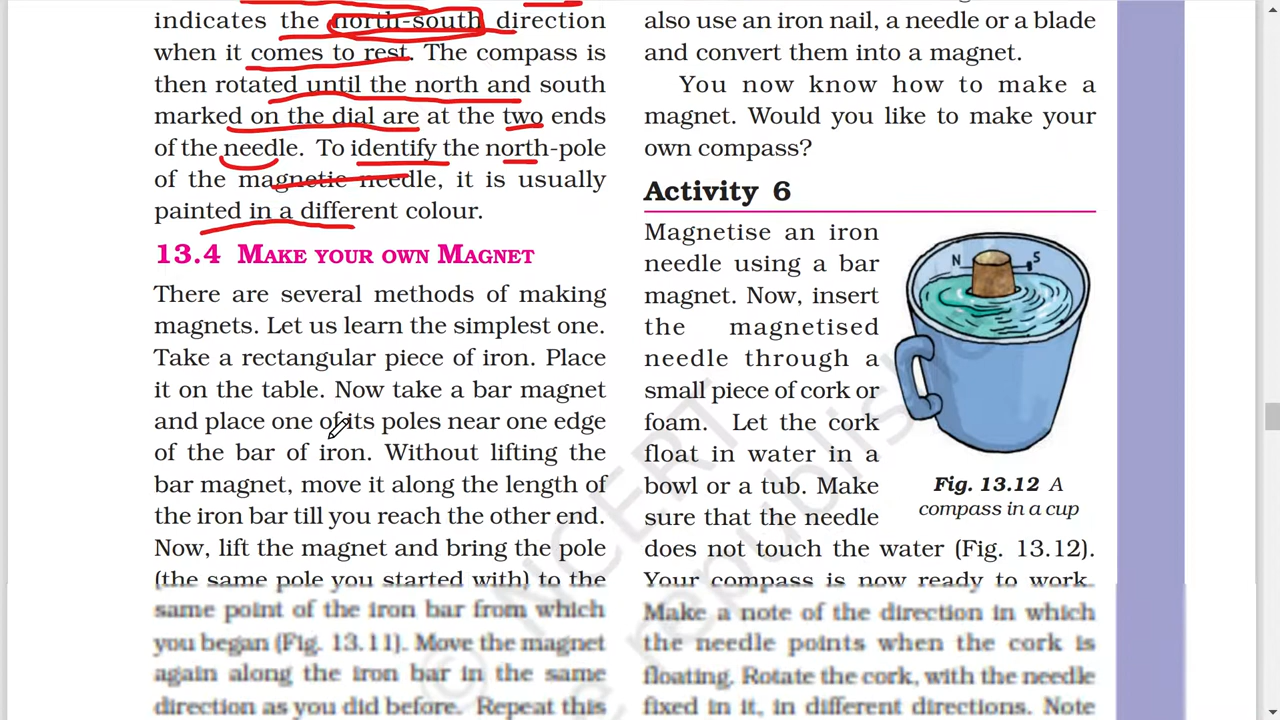 indicates the north-south direction
when it comes to rest. The compass is
then rotated until the north and south
marked on the dial are at the two ends
of the needle. To identify the north-pole
of the magnetic needle, it is usually
painted in a different colour.
13.4 MAKE YOUR OWN MAGNET
There are several methods of making
magnets. Let us learn the simplest one.
Take a rectangular piece of iron. Place
it on the table. Now take a bar magnet
and place one of its poles near one edge
of the bar of iron. Without lifting the
bar magnet, move it along the length of
the iron bar till you reach the other end.
Now, lift the magnet and bring the pole
(the same pole you started with) to the
same point of the iron bar from which
you began (Fig. 13.11). Move the magnet
again along the iron bar in the same
direction as you did before. Repeat this
also use an iron nail, a needle or a blade
and convert them into a magnet.
You now know how to make a
magnet. Would you like to make your
own compass?
Activity 6
Magnetise an iron
needle using a bar
magnet. Now, insert
the magnetised
needle through a
small piece of cork or
foam. Let the cork
float in water in a
bowl or a tub. Make
sure that the needle
does not touch the water (Fig. 13.12).
Your compass is now ready to work.
Make a note of the direction in which
the needle points when the cork is
floating. Rotate the cork, with the needle
fixed in it, in different directions. Note
N S
Fig. 13.12 A
compass in a cup
© NCERT
republishe